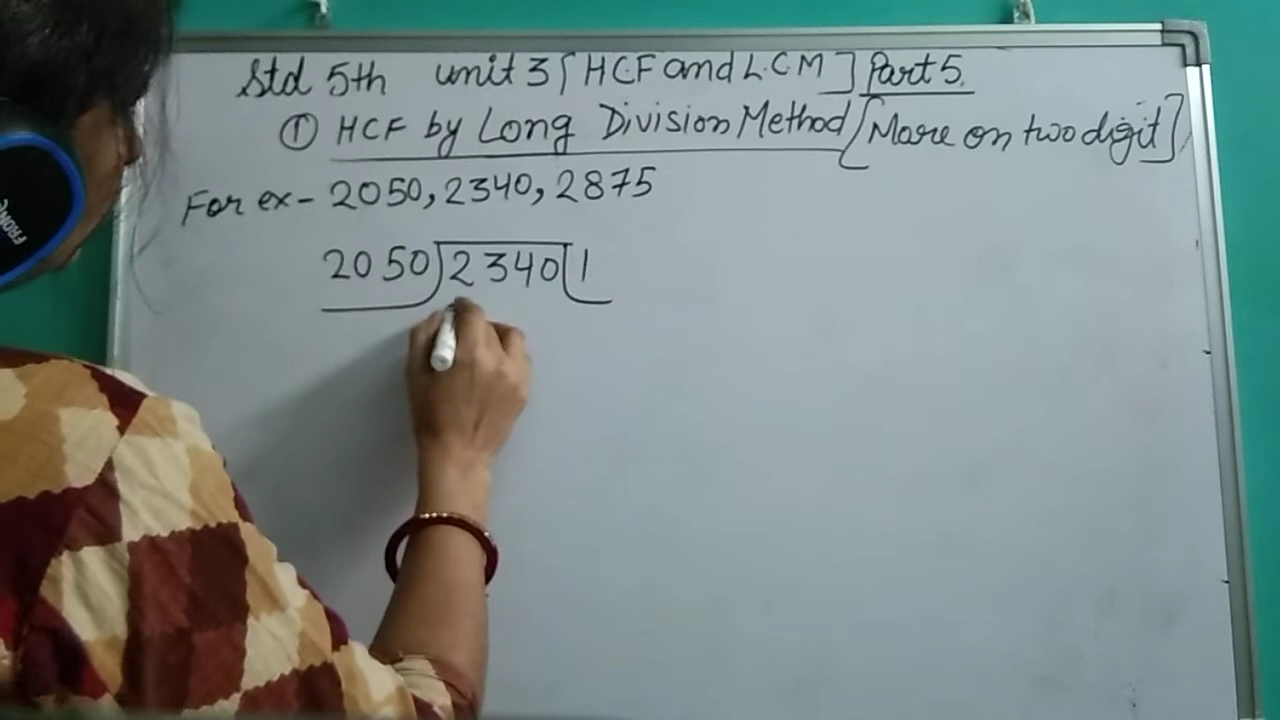 Std 5th unit 3 [HCF and L.C.M] Part 5.
① HCF by Long Division Method [More on two digit]
For ex- 2050, 2340, 2875
2050)2340(1
FRONE